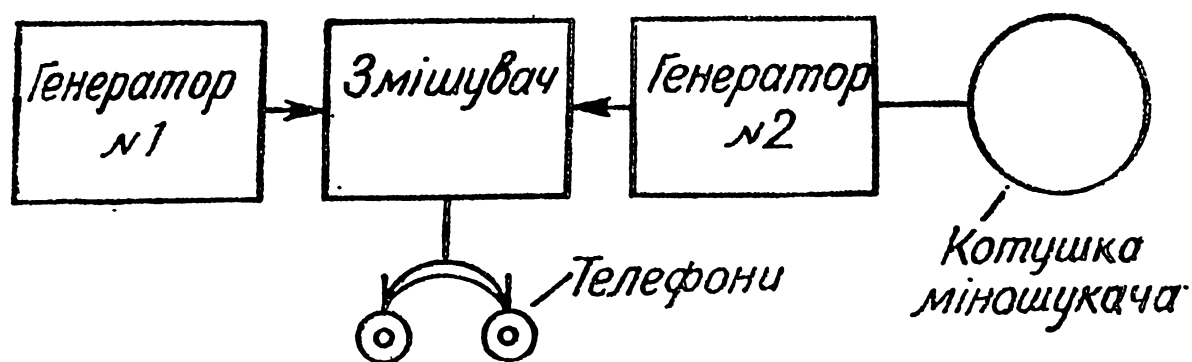 Генератор
№1
Змішувач
Генератор
№2
Телефони
Котушка
міношукача